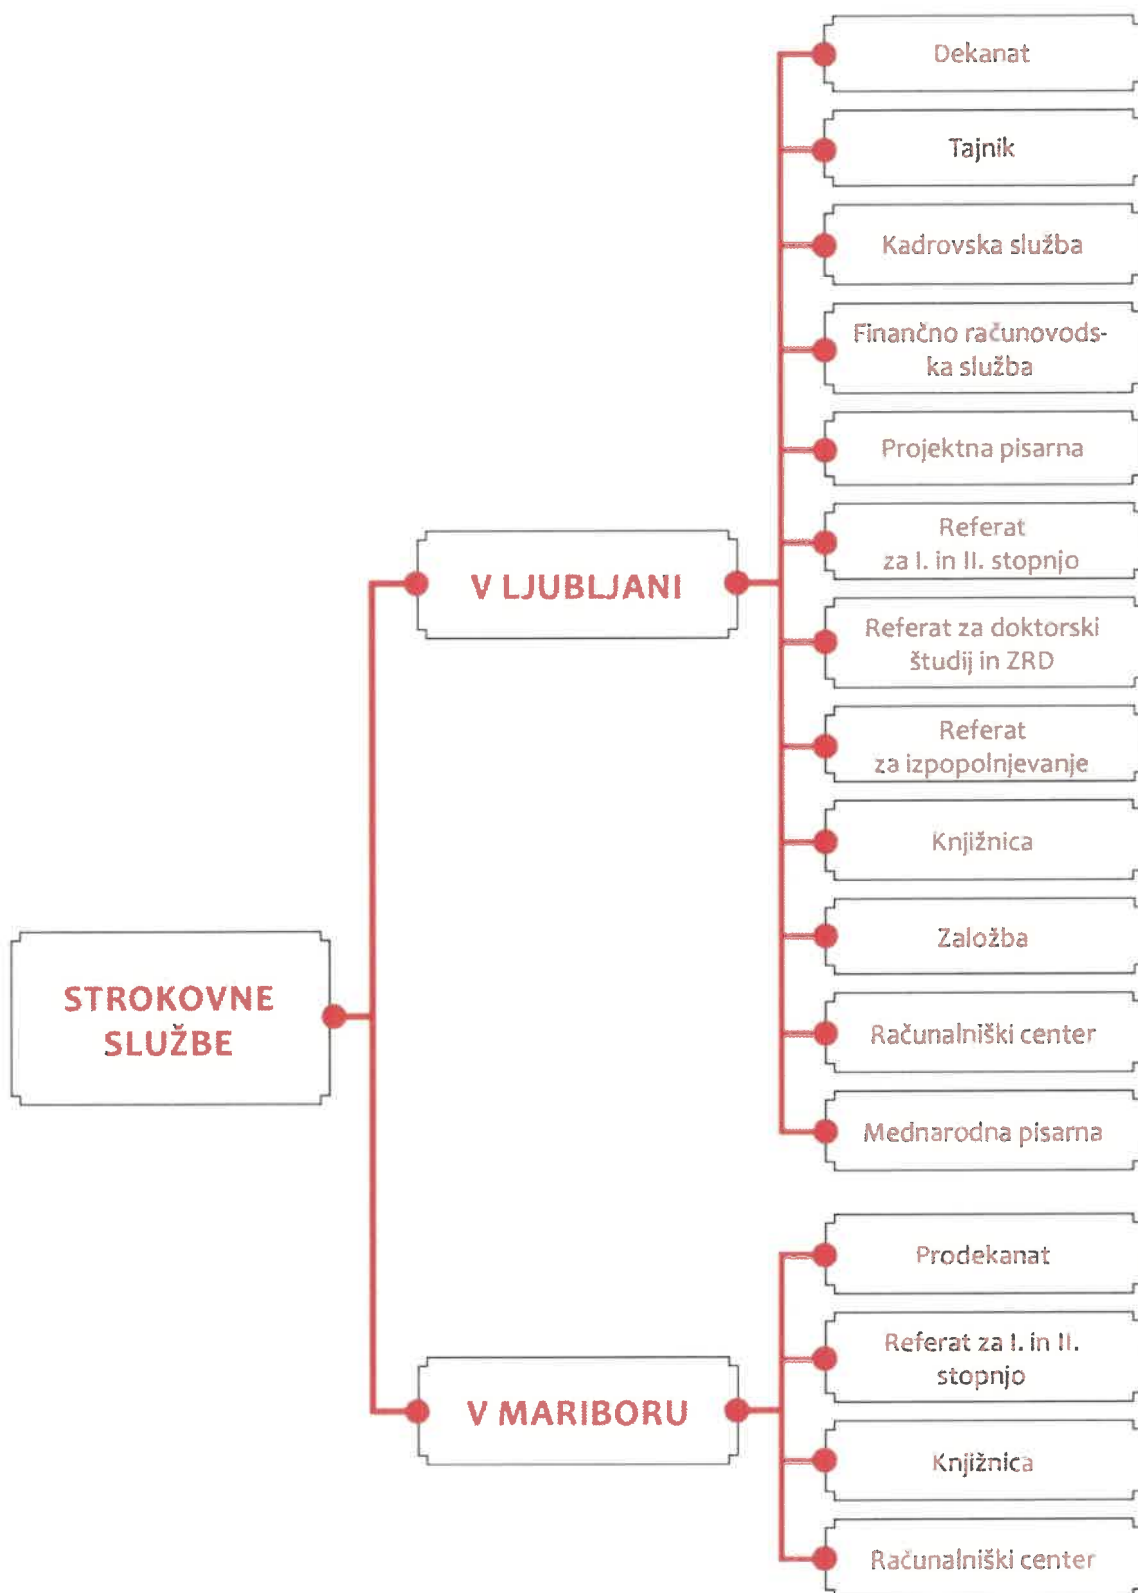 Dekanat
Tajnik
Kadrovska služba
Finančno računovods-
ka služba
Projektna pisarna
Referat
za I. in II. stopnjo
V LJUBLJANI
Referat za doktorski
študij in ZRD
Referat
za izpopolnjevanje
Knjižnica
Založba
STROKOVNE
SLUŽBE
Računalniški center
Mednarodna pisarna
Prodekanat
Referat za I. in II.
stopnjo
V MARIBORU
Knjižnica
Računalniški center